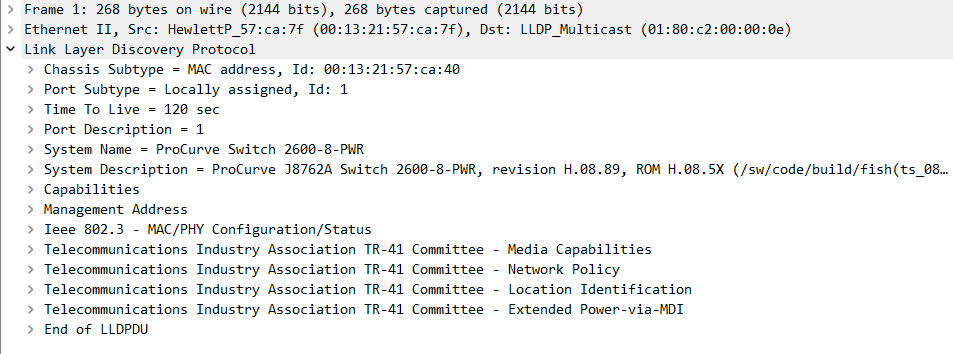 Frame 1: 268 bytes on wire (2144 bits), 268 bytes captured (2144 bits)
Ethernet II, Src: HewlettP_57:ca:7f (00:13:21:57:ca:7f), Dst: LLDP_Multicast (01:80:c2:00:00:0e)
Link Layer Discovery Protocol
Chassis Subtype = MAC address, Id: 00:13:21:57:ca:40
Port Subtype = Locally assigned, Id: 1
Time To Live = 120 sec
Port Description = 1
System Name = ProCurve Switch 2600-8-PWR
System Description = ProCurve J8762A Switch 2600-8-PWR, revision H.08.89, ROM H.08.5X (/sw/code/build/fish(ts_08…
Capabilities
Management Address
Ieee 802.3 - MAC/PHY Configuration/Status
Telecommunications Industry Association TR-41 Committee - Media Capabilities
Telecommunications Industry Association TR-41 Committee - Network Policy
Telecommunications Industry Association TR-41 Committee - Location Identification
Telecommunications Industry Association TR-41 Committee - Extended Power-via-MDI
End of LLDPDU